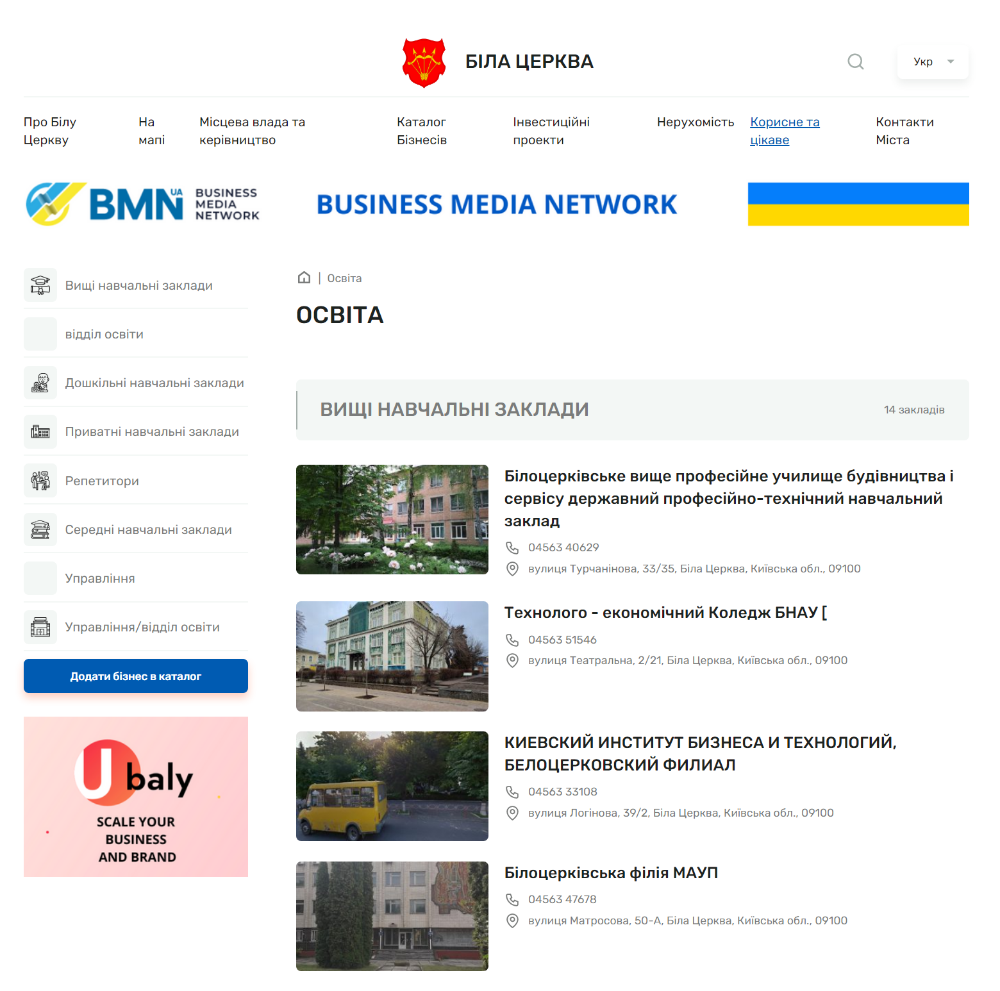 БІЛА ЦЕРКВА
Укр
Про Білу Церкву
На мапі
Місцева влада та керівництво
Каталог Бізнесів
Інвестиційні проекти
Нерухомість
Корисне та цікаве
Контакти Міста
BMN UA BUSINESS MEDIA NETWORK
BUSINESS MEDIA NETWORK
Вищі навчальні заклади
відділ освіти
Дошкільні навчальні заклади
Приватні навчальні заклади
Репетитори
Середні навчальні заклади
Управління
Управління/відділ освіти
Додати бізнес в каталог
Ubaly
SCALE YOUR
BUSINESS
AND BRAND
| Освіта
ОСВІТА
ВИЩІ НАВЧАЛЬНІ ЗАКЛАДИ
14 закладів
Білоцерківське вище професійне училище будівництва і
сервісу державний професійно-технічний навчальний
заклад
04563 40629
вулиця Турчанінова, 33/35, Біла Церква, Київська обл., 09100
Технолого - економічний Коледж БНАУ [
04563 51546
вулиця Театральна, 2/21, Біла Церква, Київська обл., 09100
КИЕВСКИЙ ИНСТИТУТ БИЗНЕСА И ТЕХНОЛОГИЙ,
БЕЛОЦЕРКОВСКИЙ ФИЛИАЛ
04563 33108
вулиця Логінова, 39/2, Біла Церква, Київська обл., 09100
Білоцерківська філія МАУП
04563 47678
вулиця Матросова, 50-А, Біла Церква, Київська обл., 09100